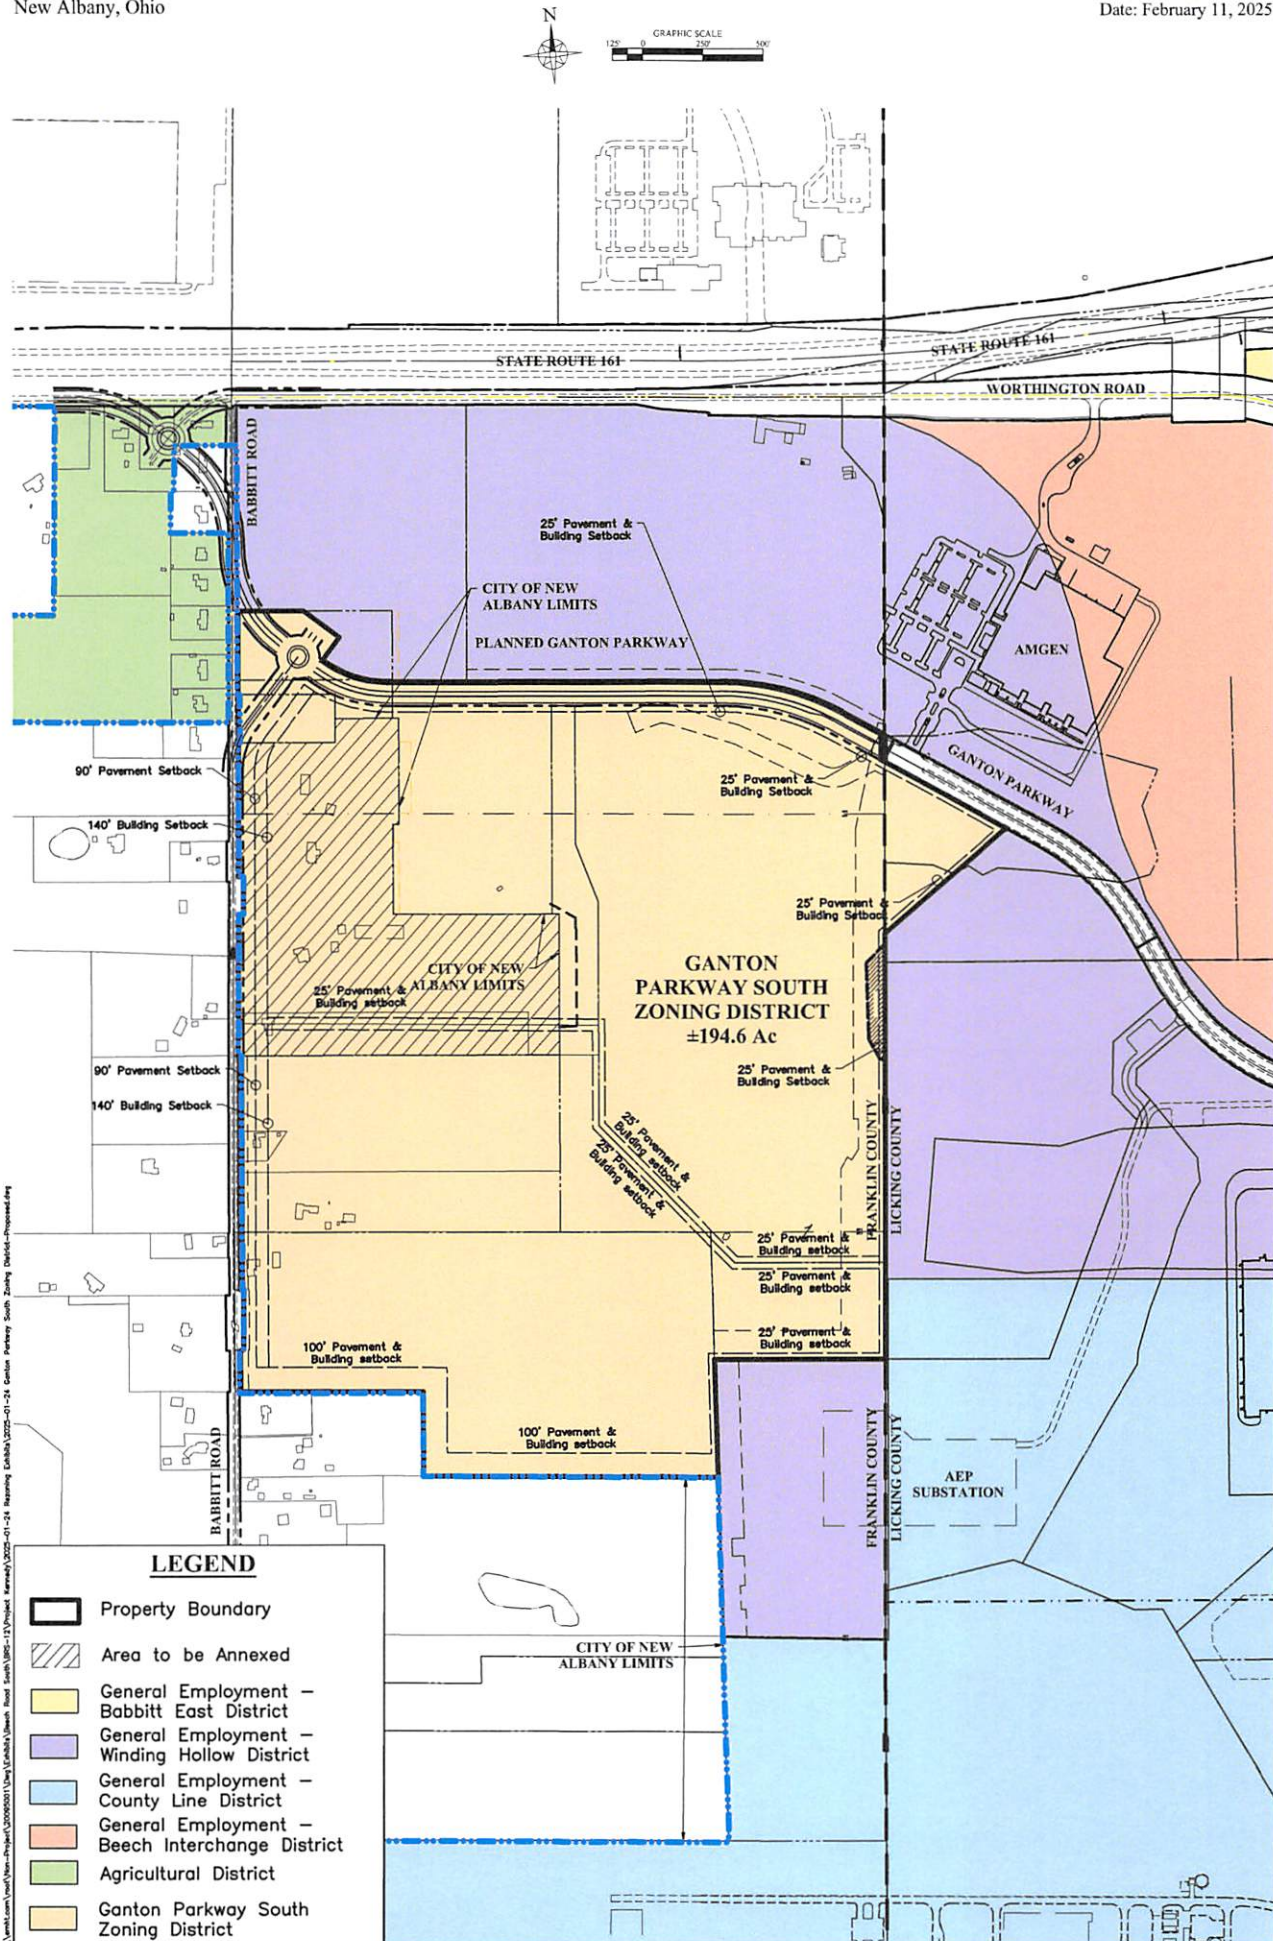 New Albany, Ohio
Date: February 11, 2025
N
GRAPHIC SCALE
125' 0 250' 500'
STATE ROUTE 161
STATE ROUTE 161
WORTHINGTON ROAD
BABBITT ROAD
25' Pavement &
Building Setback
CITY OF NEW
ALBANY LIMITS
PLANNED GANTON PARKWAY
AMGEN
GANTON PARKWAY
90' Pavement Setback
25' Pavement &
Building Setback
140' Building Setback
25' Pavement &
Building Setback
CITY OF NEW
ALBANY LIMITS
25' Pavement &
Building setback
GANTON
PARKWAY SOUTH
ZONING DISTRICT
±194.6 Ac
90' Pavement Setback
25' Pavement &
Building Setback
140' Building Setback
25' Pavement &
Building setback
25' Pavement &
Building setback
FRANKLIN COUNTY
LICKING COUNTY
25' Pavement &
Building setback
25' Pavement &
Building setback
25' Pavement &
Building setback
100' Pavement &
Building setback
100' Pavement &
Building setback
BABBITT ROAD
FRANKLIN COUNTY
LICKING COUNTY
AEP
SUBSTATION
CITY OF NEW
ALBANY LIMITS
LEGEND
Property Boundary
Area to be Annexed
General Employment –
Babbitt East District
General Employment –
Winding Hollow District
General Employment –
County Line District
General Employment –
Beech Interchange District
Agricultural District
Ganton Parkway South
Zoning District